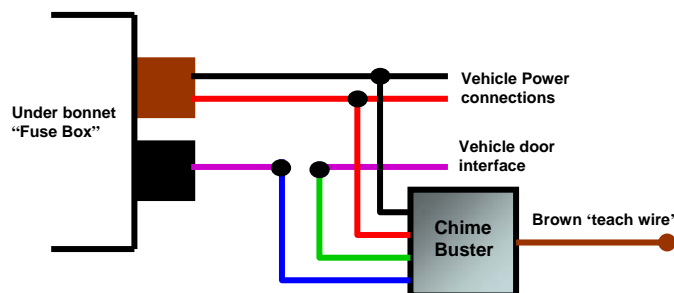 Under bonnet
“Fuse Box”
Vehicle Power
connections
Vehicle door
interface
Chime
Buster
Brown ‘teach wire’